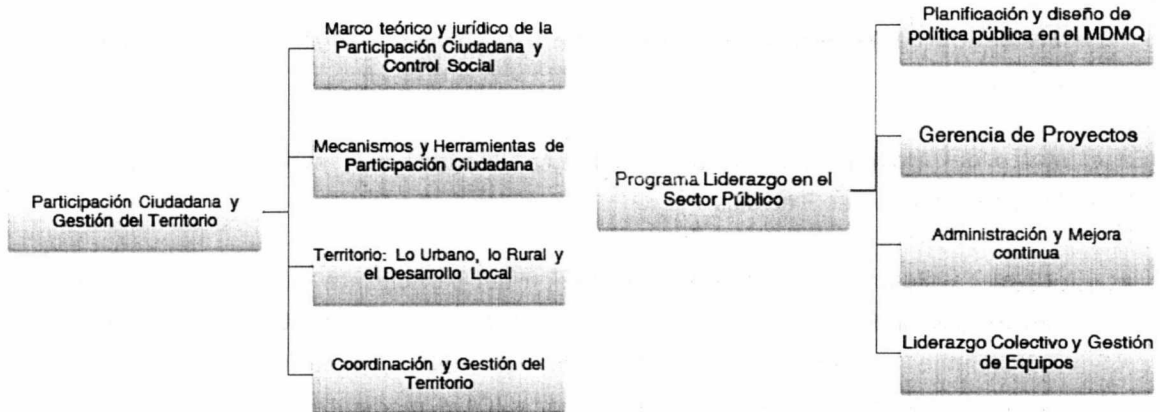 Participación Ciudadana y
Gestión del Territorio
Marco teórico y jurídico de la
Participación Ciudadana y
Control Social
Mecanismos y Herramientas de
Participación Ciudadana
Territorio: Lo Urbano, lo Rural y
el Desarrollo Local
Coordinación y Gestión del
Territorio
Programa Liderazgo en el
Sector Público
Planificación y diseño de
política pública en el MDMQ
Gerencia de Proyectos
Administración y Mejora
continua
Liderazgo Colectivo y Gestión
de Equipos